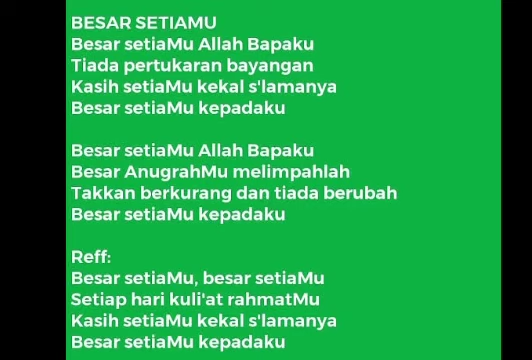 BESAR SETIAMU
Besar setiaMu Allah Bapaku
Tiada pertukaran bayangan
Kasih setiaMu kekal s'lamanya
Besar setiaMu kepadaku
Besar setiaMu Allah Bapaku
Besar AnugrahMu melimpahlah
Takkan berkurang dan tiada berubah
Besar setiaMu kepadaku
Reff:
Besar setiaMu, besar setiaMu
Setiap hari kuli'at rahmatMu
Kasih setiaMu kekal s'lamanya
Besar setiaMu kepadaku